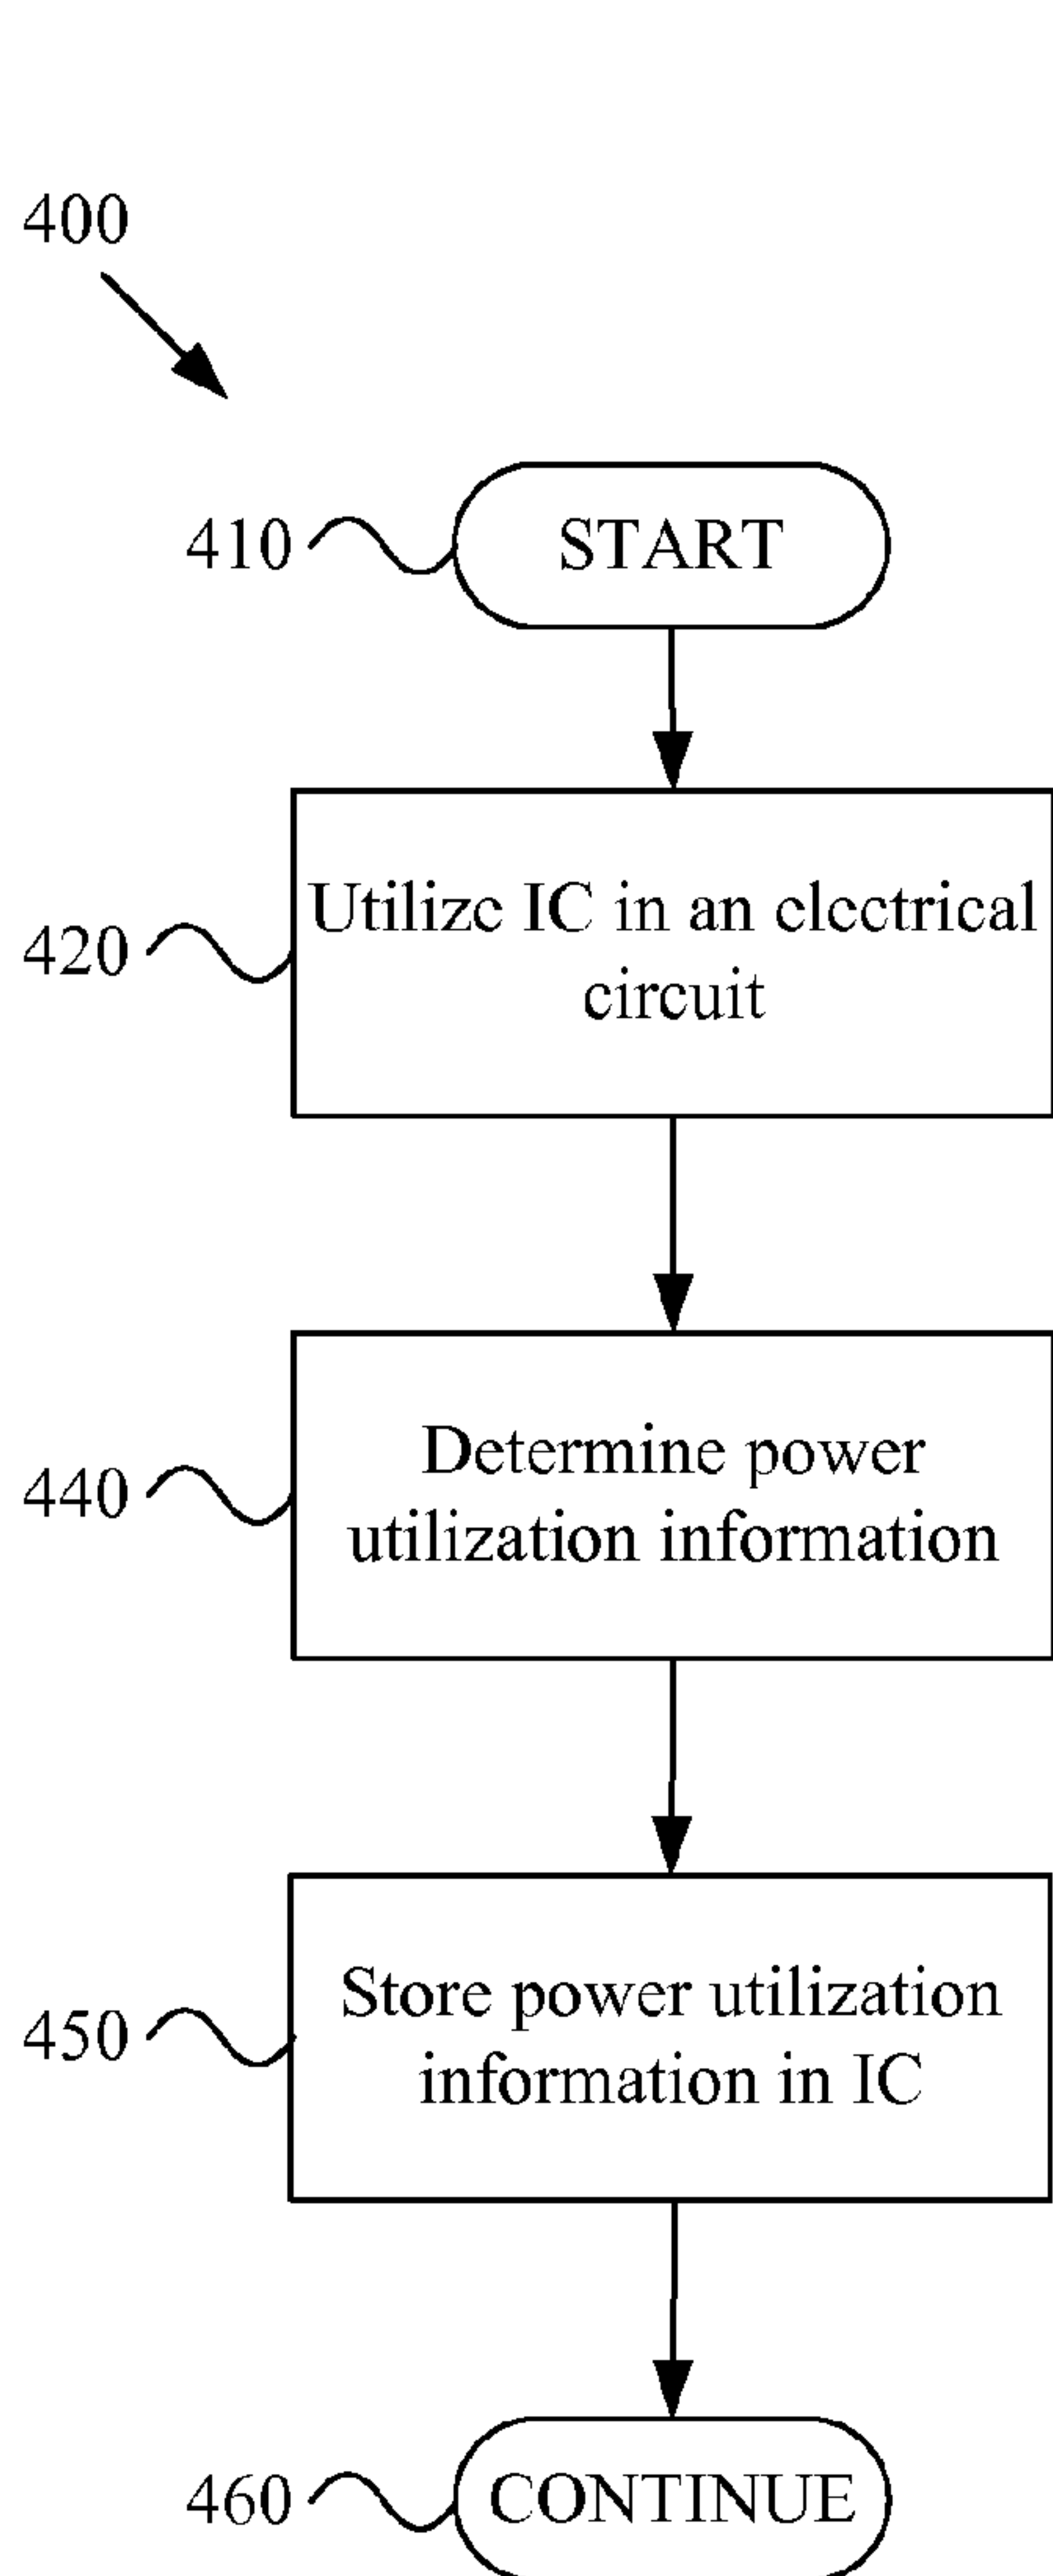 400
410
START
Utilize IC in an electrical
420
circuit
Determine power
440
utilization information
Store power utilization
450
information in IC
460
CONTINUE